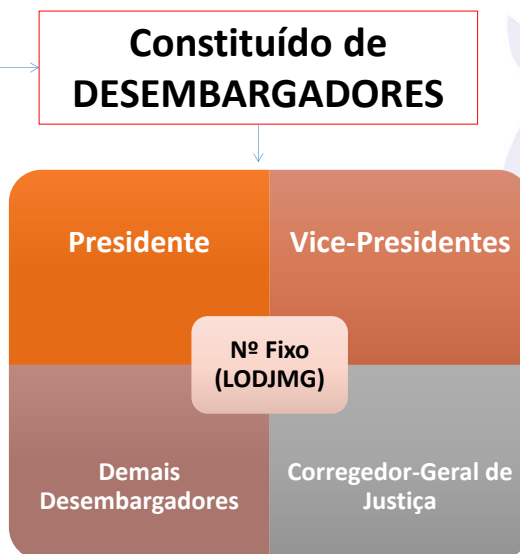 Constituído de
DESEMBARGADORES
Presidente
Vice-Presidentes
Nº Fixo
(LODJMG)
Demais
Desembargadores
Corregedor-Geral de
Justiça